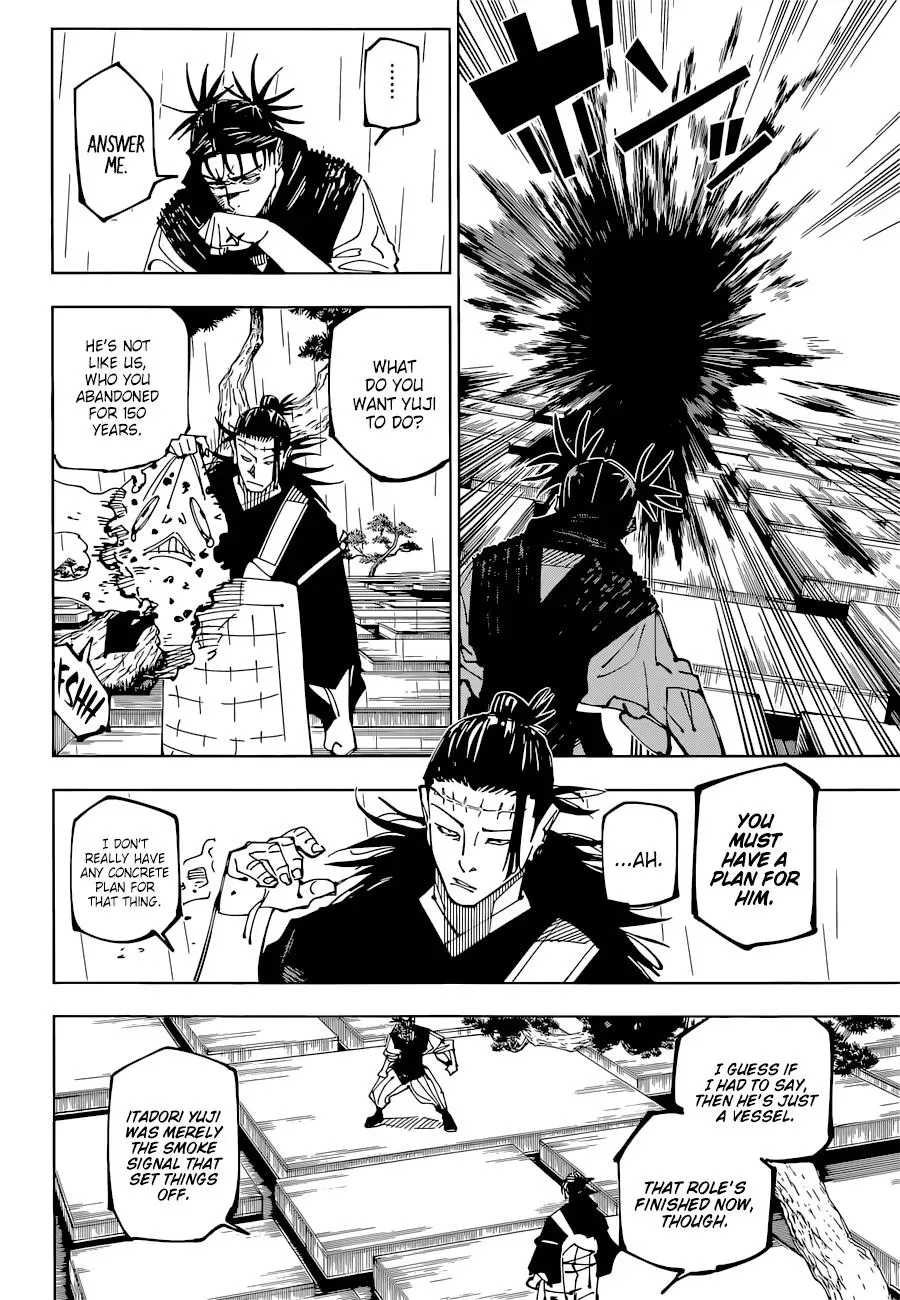 ドン
......
ANSWER
ME.
WHAT
DO YOU
WANT YUJI
TO DO?
HE'S NOT
LIKE US,
WHO YOU
ABANDONED
FOR 150
YEARS.
YOU
MUST
HAVE A
PLAN FOR
HIM.
...AH.
I DON'T
REALLY HAVE
ANY CONCRETE
PLAN FOR
THAT THING.
I GUESS IF
I HAD TO SAY,
THEN HE'S JUST
A VESSEL.
THAT ROLE'S
FINISHED NOW,
THOUGH.
ITADORI YUJI
WAS MERELY
THE SMOKE
SIGNAL THAT
SET THINGS
OFF.